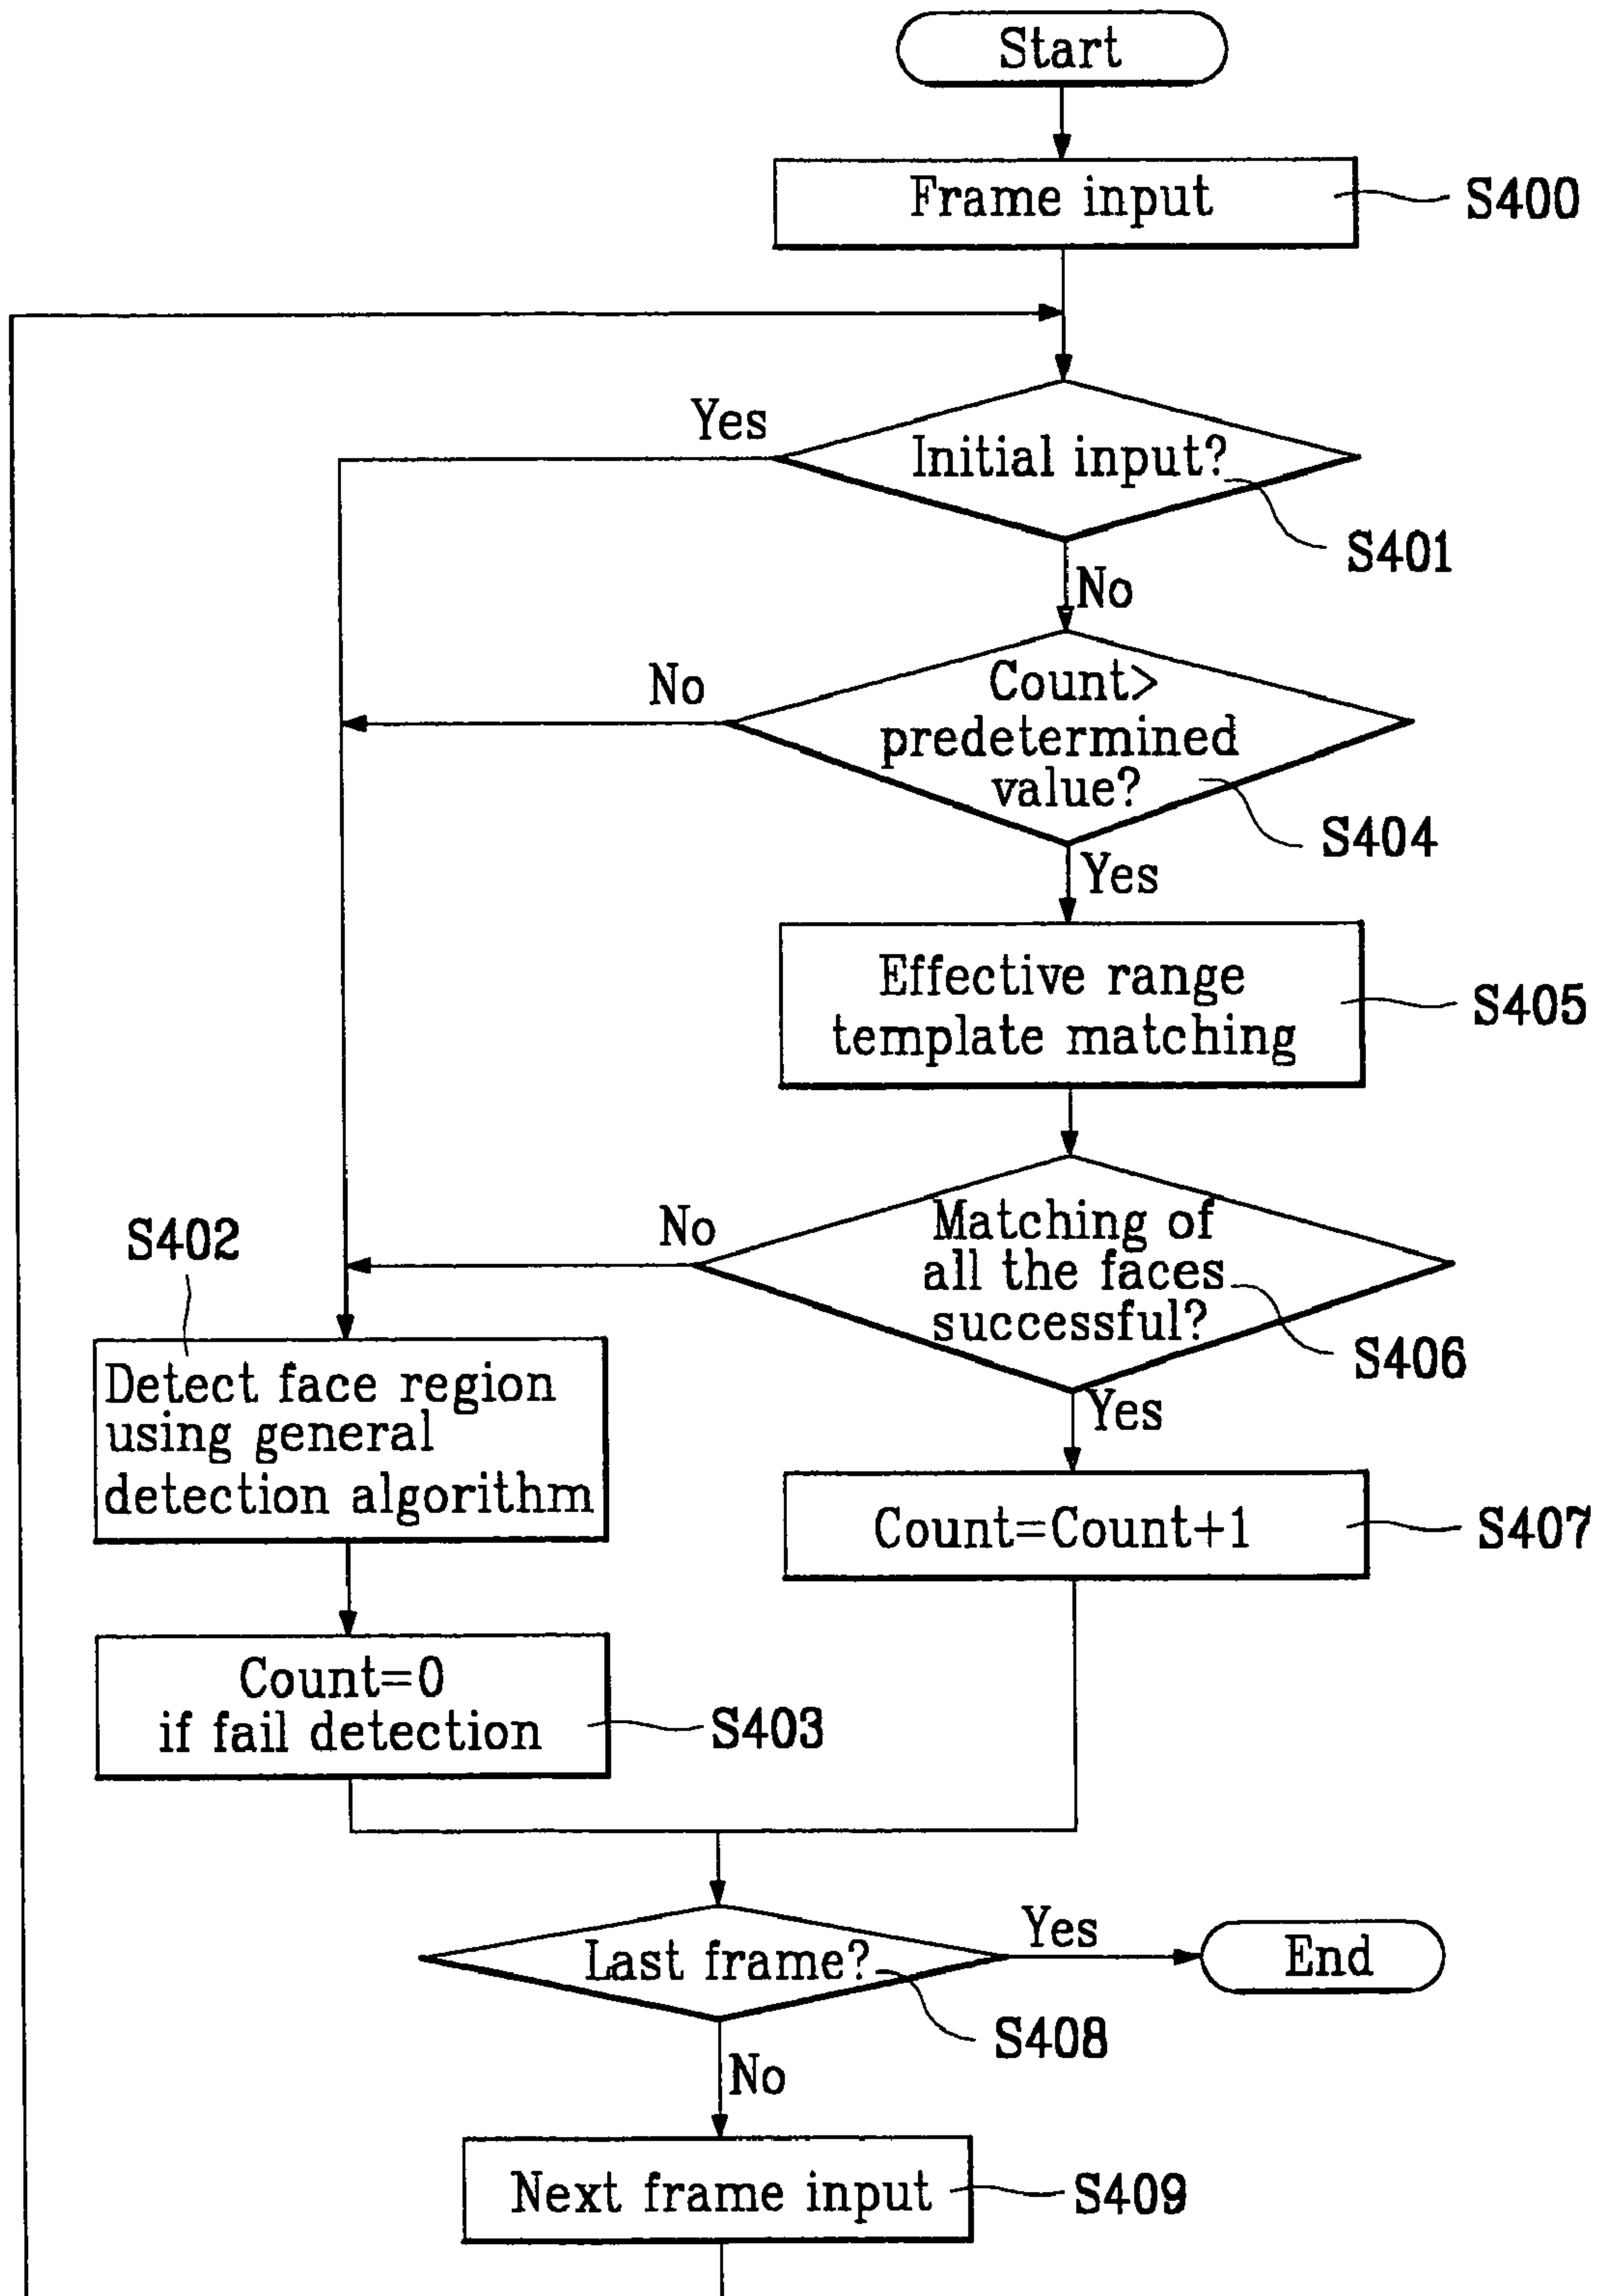 Start
Frame input
S400
Yes
Initial input?
S401
No
No
Count>
predetermined
value?
S404
Yes
Effective range
template matching
S405
S402
No
Matching of
all the faces
successful?
S406
Detect face region
using general
detection algorithm
Yes
Count=Count+1
S407
Count=0
if fail detection
S403
Last frame?
Yes
End
S408
No
Next frame input
S409